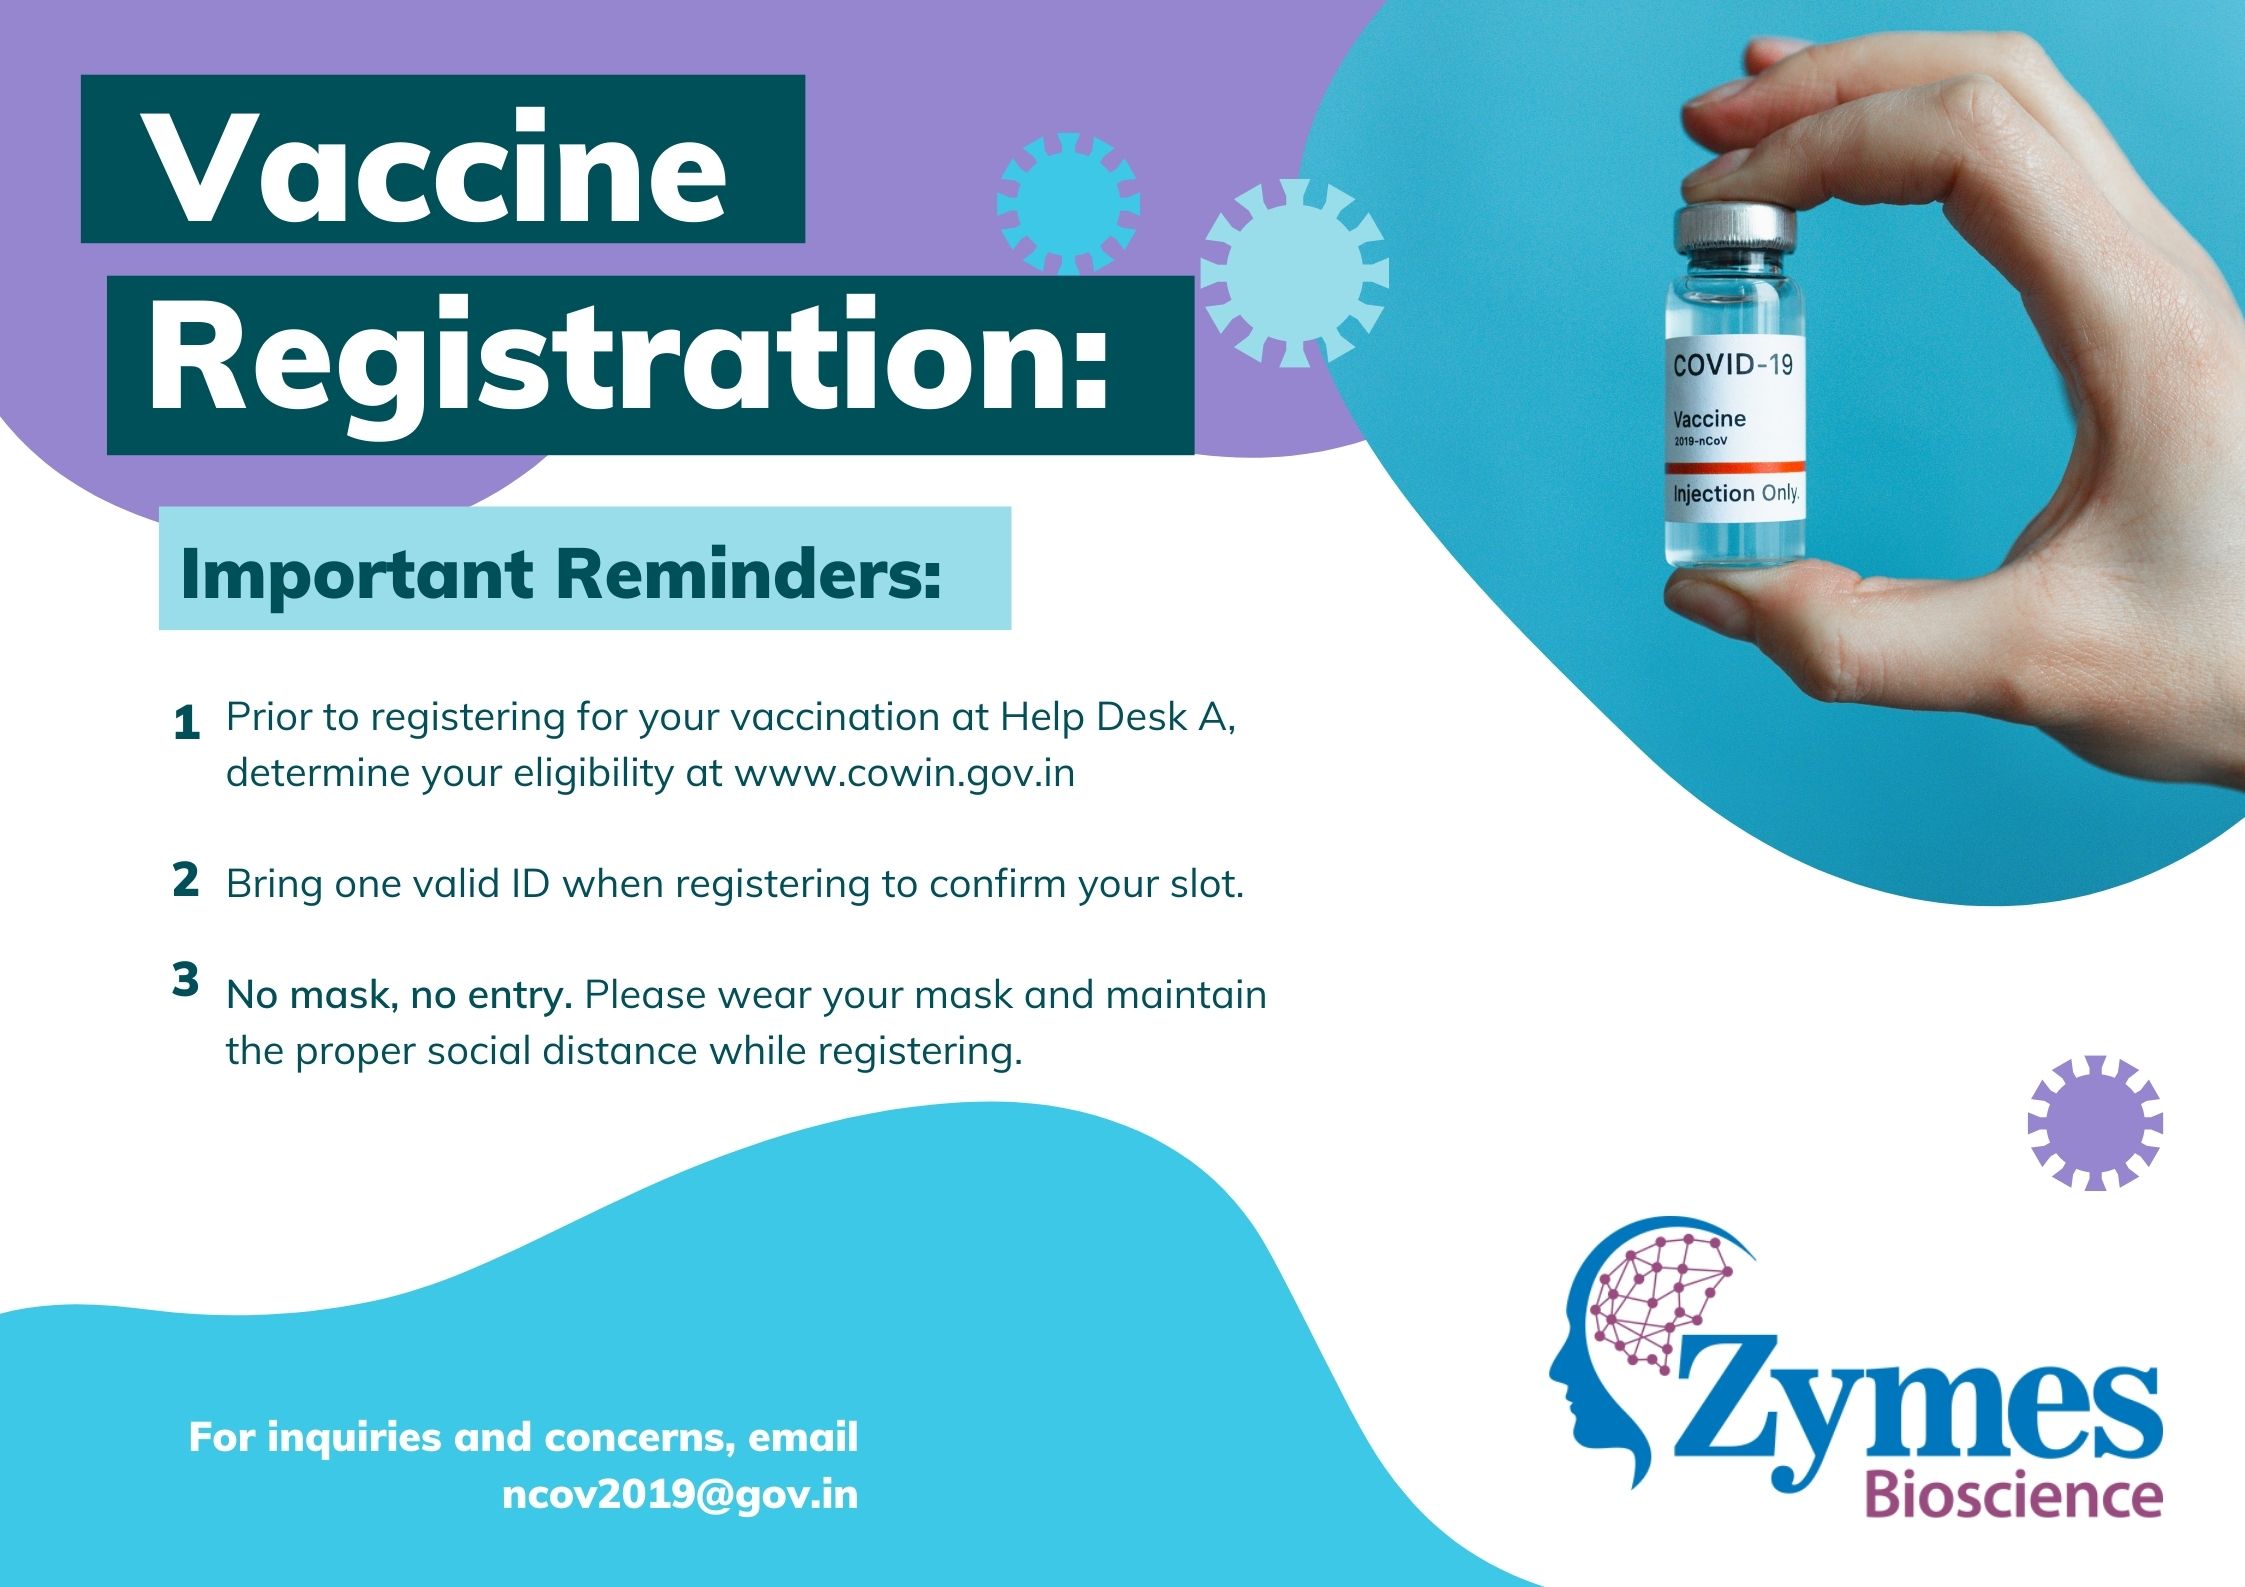 Vaccine
Registration:
COVID-19
Vaccine
2019-nCoV
Injection Only.
Important Reminders:
1 Prior to registering for your vaccination at Help Desk A,
determine your eligibility at www.cowin.gov.in
2 Bring one valid ID when registering to confirm your slot.
3 No mask, no entry. Please wear your mask and maintain
the proper social distance while registering.
For inquiries and concerns, email
ncov2019@gov.in
Zymes
Bioscience